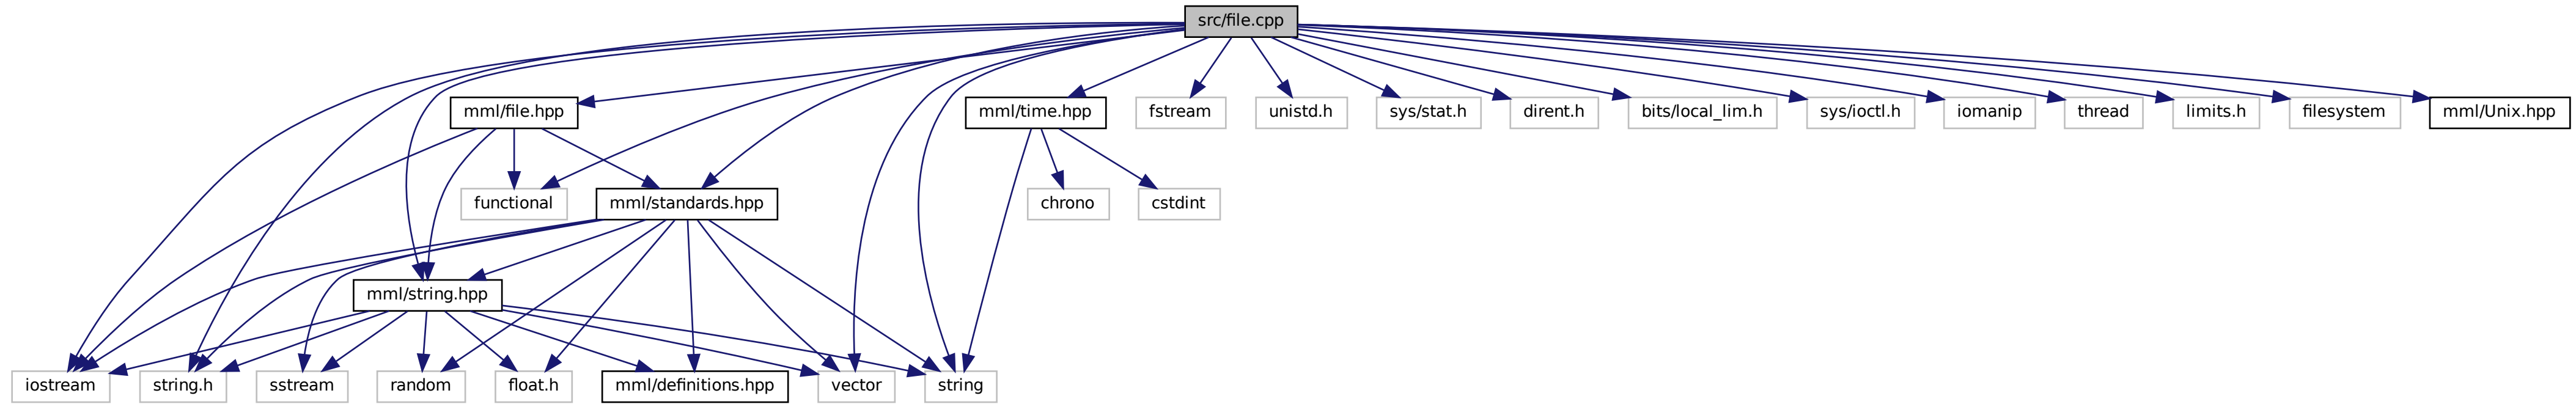 src/file.cpp
mml/file.hpp
mml/time.hpp
fstream
unistd.h
sys/stat.h
dirent.h
bits/local_lim.h
sys/ioctl.h
iomanip
thread
limits.h
filesystem
mml/Unix.hpp
functional
mml/standards.hpp
chrono
cstdint
mml/string.hpp
iostream
string.h
sstream
random
float.h
mml/definitions.hpp
vector
string